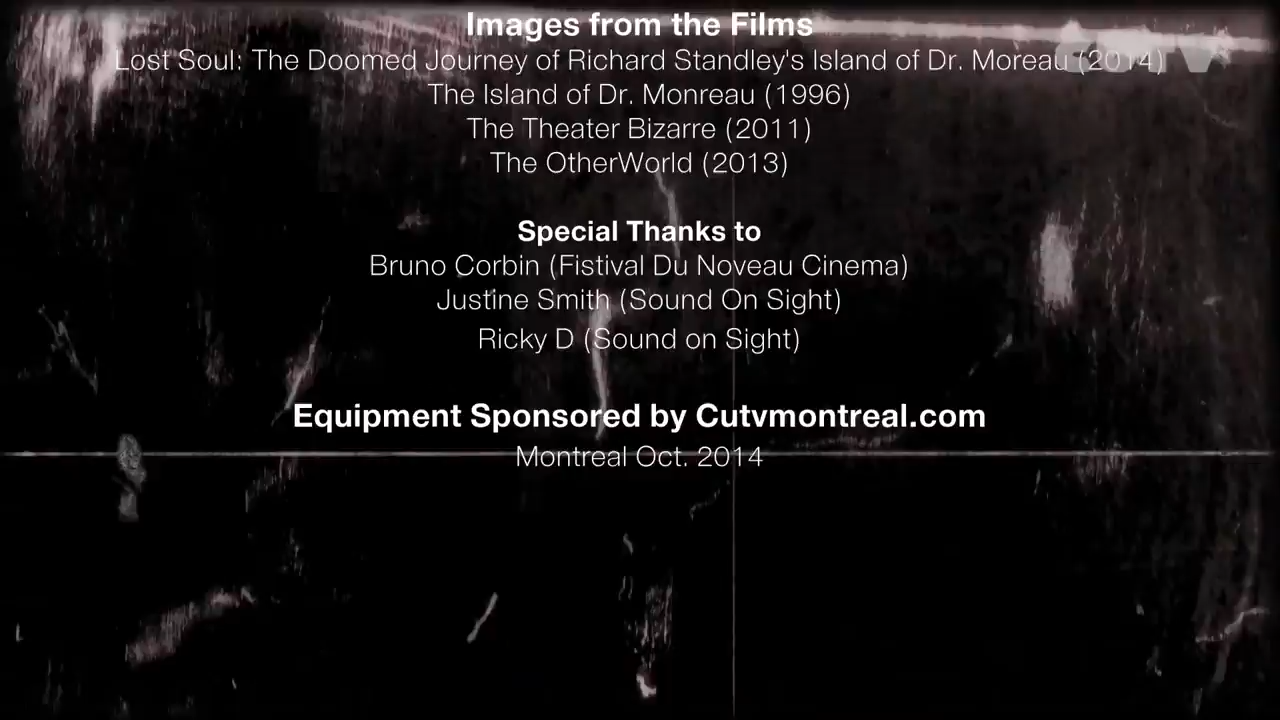 Images from the Films
Lost Soul: The Doomed Journey of Richard Standley's Island of Dr. Moreau (2014)
The Island of Dr. Monreau (1996)
The Theater Bizarre (2011)
The OtherWorld (2013)
Special Thanks to
Bruno Corbin (Fistival Du Noveau Cinema)
Justine Smith (Sound On Sight)
Ricky D (Sound on Sight)
Equipment Sponsored by Cutvmontreal.com
Montreal Oct. 2014